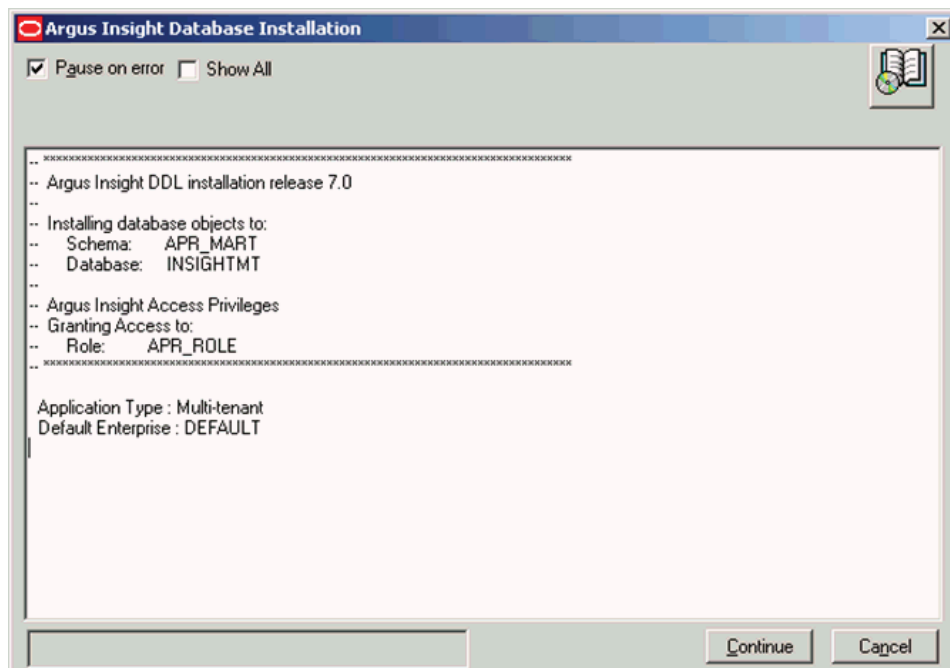 Argus Insight Database Installation
Pause on error Show All
-- ************************************************************************************
-- Argus Insight DDL installation release 7.0
--
-- Installing database objects to:
-- Schema: APR_MART
-- Database: INSIGHTMT
--
-- Argus Insight Access Privileges
-- Granting Access to:
-- Role: APR_ROLE
-- ************************************************************************************
Application Type : Multi-tenant
Default Enterprise : DEFAULT
Continue Cancel